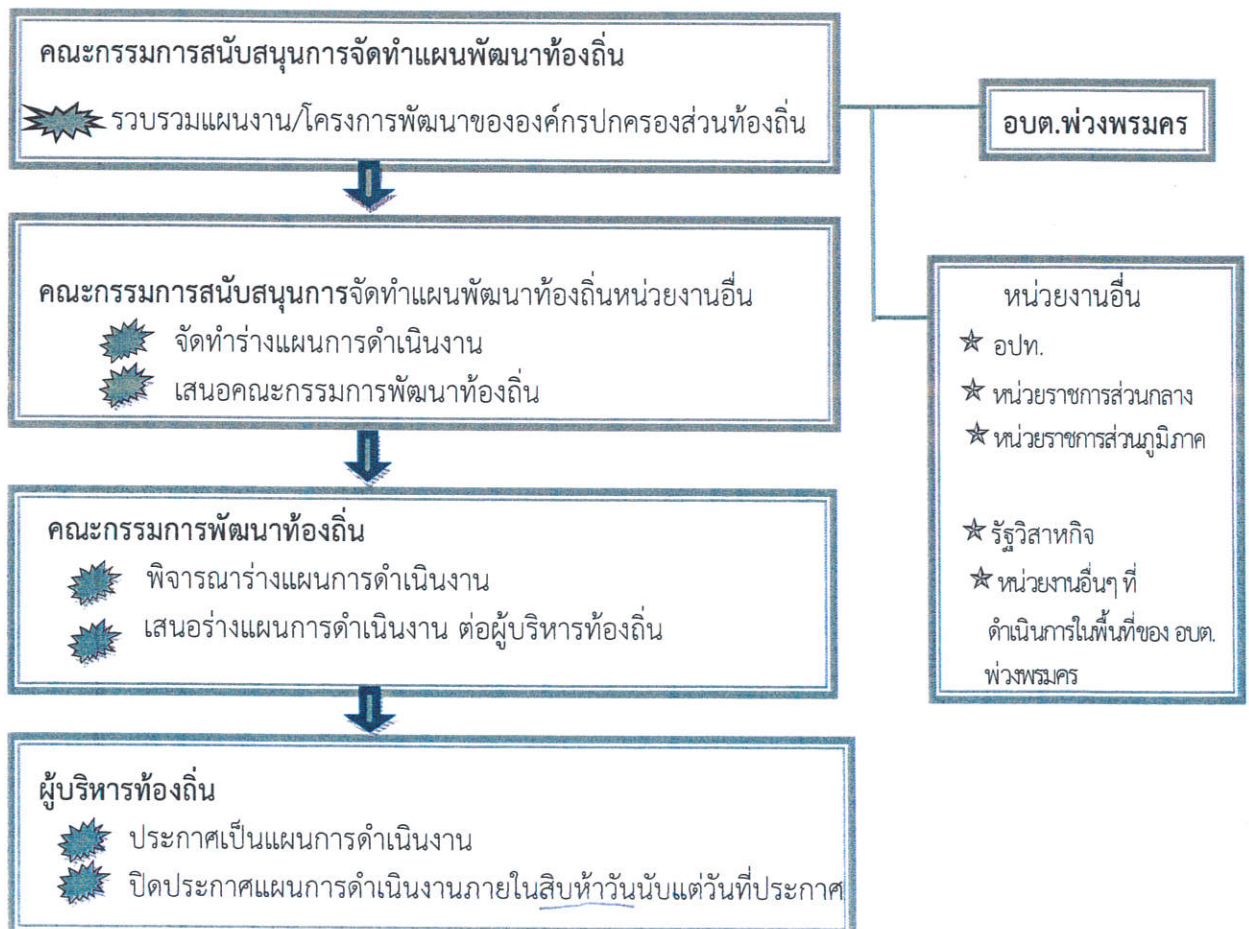 คณะกรรมการสนับสนุนการจัดทำแผนพัฒนาท้องถิ่น
รวบรวมแผนงาน/โครงการพัฒนาขององค์กรปกครองส่วนท้องถิ่น
อบต.พ่วงพรมคร
คณะกรรมการสนับสนุนการจัดทำแผนพัฒนาท้องถิ่นหน่วยงานอื่น
จัดทำร่างแผนการดำเนินงาน
เสนอคณะกรรมการพัฒนาท้องถิ่น
หน่วยงานอื่น
อปท.
หน่วยราชการส่วนกลาง
หน่วยราชการส่วนภูมิภาค
รัฐวิสาหกิจ
หน่วยงานอื่นๆ ที่
ดำเนินการในพื้นที่ของ อบต.
พ่วงพรมคร
คณะกรรมการพัฒนาท้องถิ่น
พิจารณาร่างแผนการดำเนินงาน
เสนอร่างแผนการดำเนินงาน ต่อผู้บริหารท้องถิ่น
ผู้บริหารท้องถิ่น
ประกาศเป็นแผนการดำเนินงาน
ปิดประกาศแผนการดำเนินงานภายในสิบห้าวันนับแต่วันที่ประกาศ